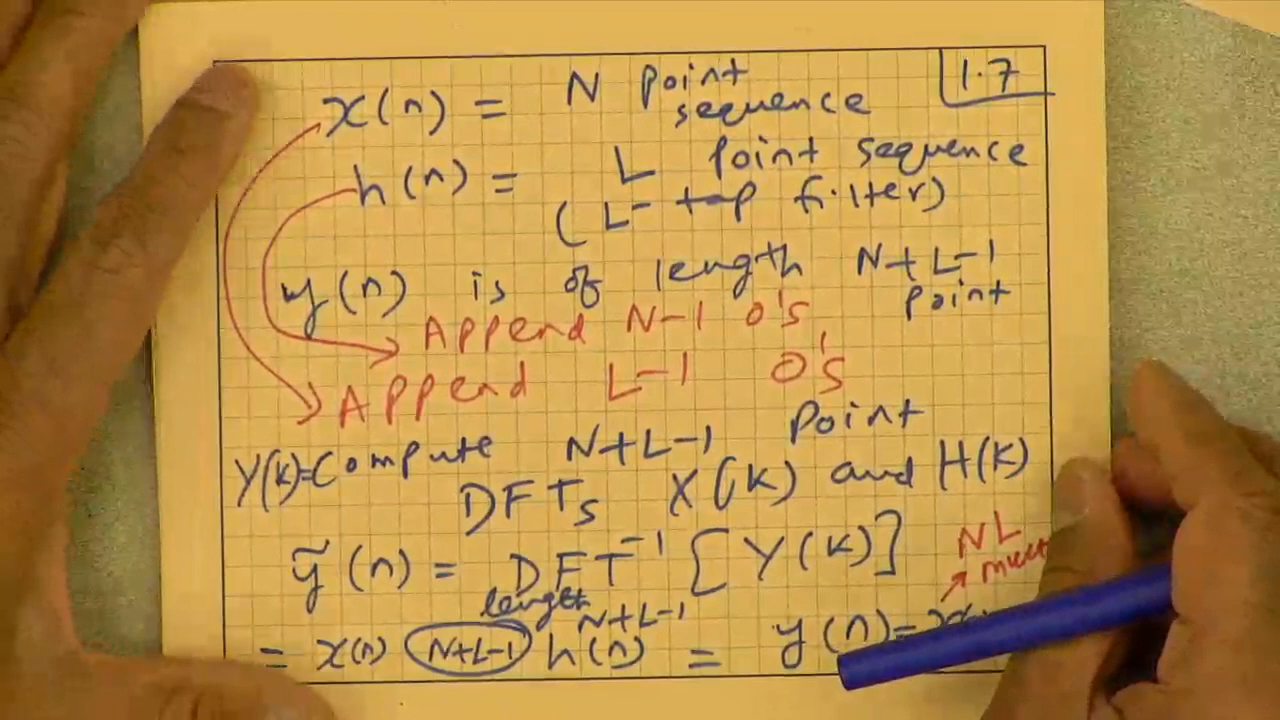 1.7
x(n) = N point sequence
h(n) = L point sequence
(L-tap filter)
y(n) is of length N+L-1 point
Append N-1 0's,
Append L-1 0's
Y(k)=Compute N+L-1 Point
DFTs X(k) and H(k)
ỹ(n) = DFT⁻¹ [Y(k)]
NL
length N+L-1
= x(n) (N+L-1) h(n) = y(n)=